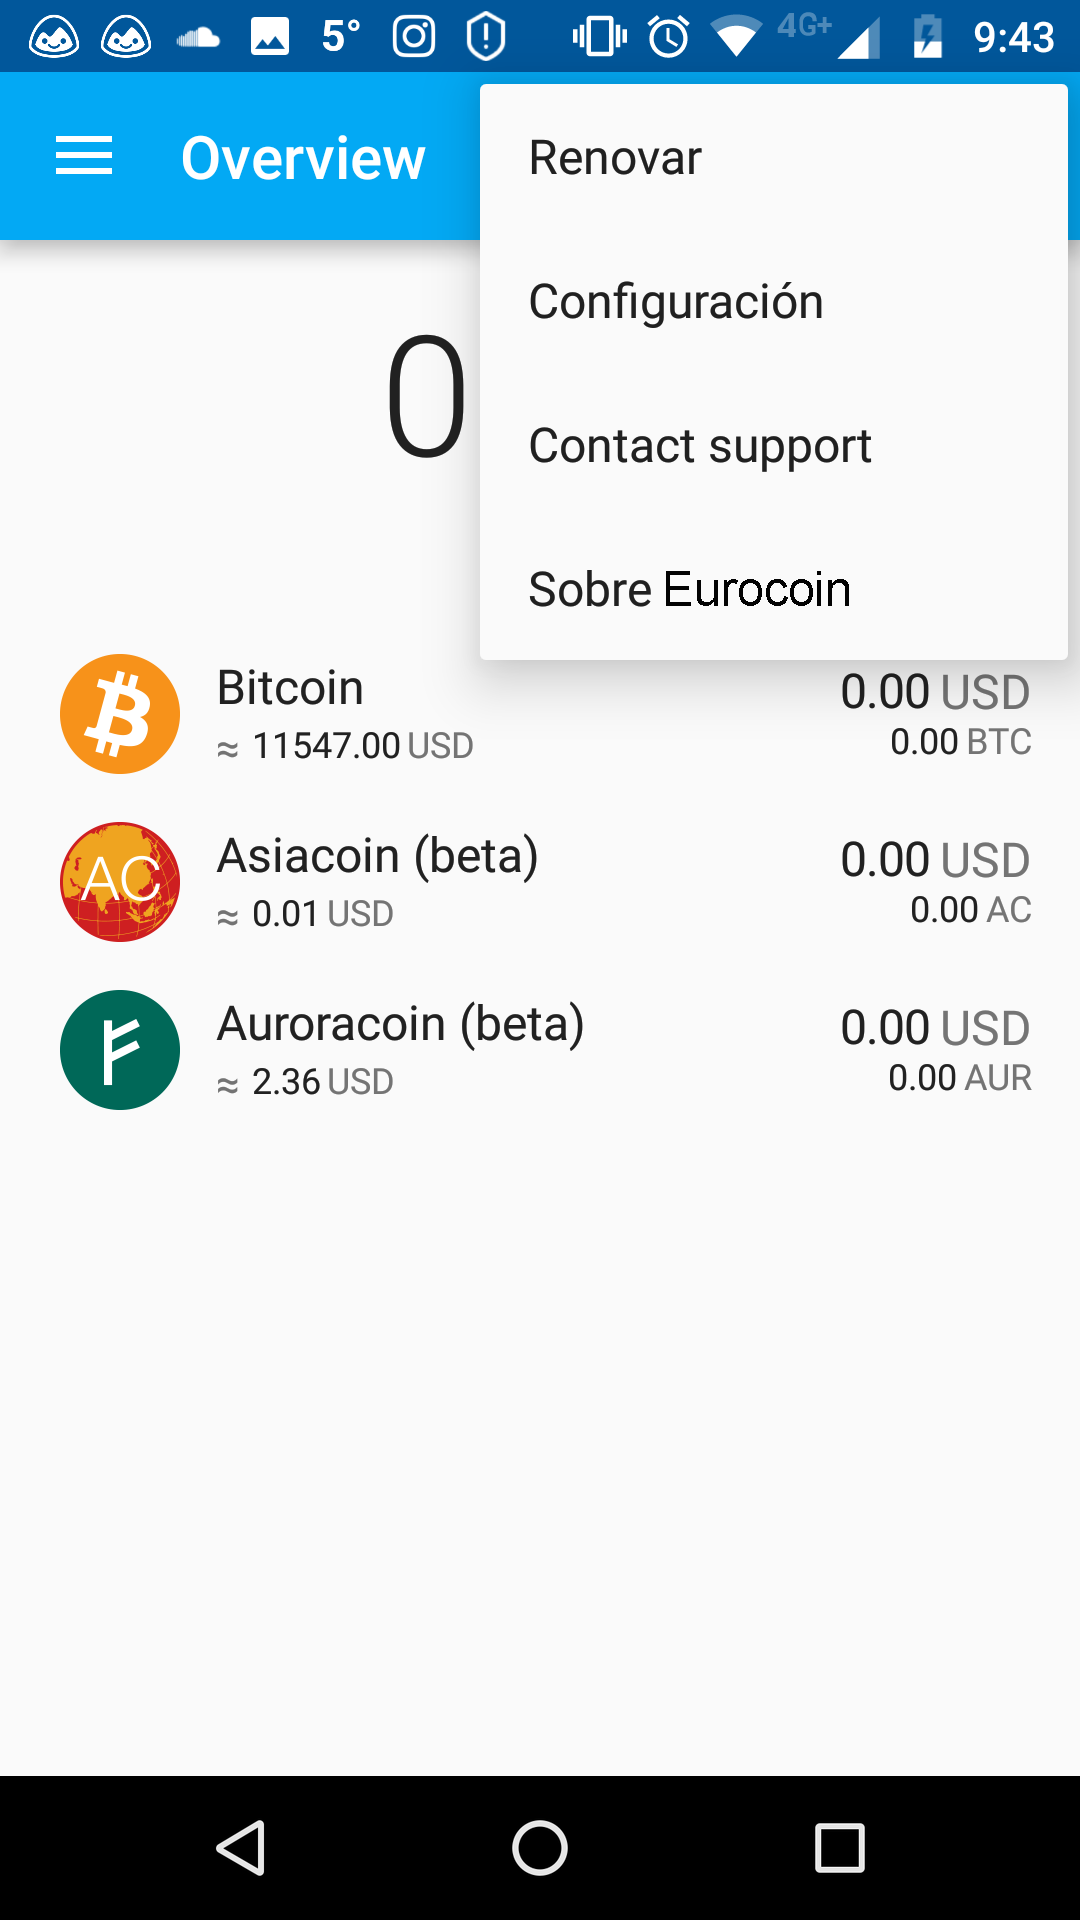 5° 4G+ 9:43
Overview
Renovar
Configuración
Contact support
Sobre Eurocoin
0
Bitcoin 0.00 USD
≈ 11547.00 USD 0.00 BTC
AC
Asiacoin (beta) 0.00 USD
≈ 0.01 USD 0.00 AC
Auroracoin (beta) 0.00 USD
≈ 2.36 USD 0.00 AUR